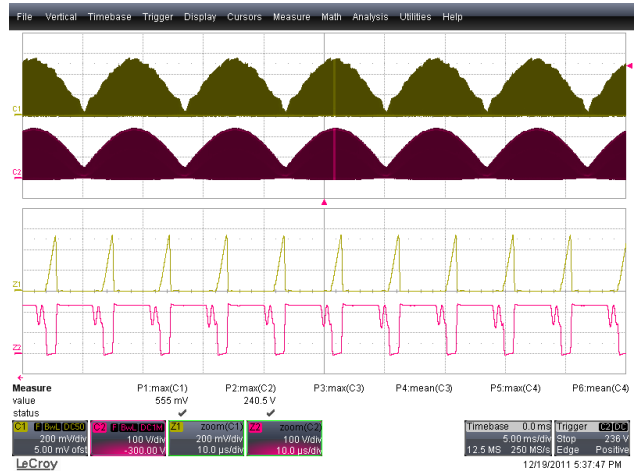 File Vertical Timebase Trigger Display Cursors Measure Math Analysis Utilities Help
C1
C2
Z1
Z2
Measure P1:max(C1) P2:max(C2) P3:max(C3) P4:mean(C3) P5:max(C4) P6:mean(C4)
value 555 mV 240.5 V
status
C1 F BwL DC50 C2 F BwL DC1M Z1 zoom(C1) Z2 zoom(C2) Timebase 0.0 ms Trigger C2 DC
200 mV/div 100 V/div 200 mV/div 100 V/div 5.00 ms/div Stop 236 V
5.00 mV ofst -300.00 V 10.0 µs/div 10.0 µs/div 12.5 MS 250 MS/s Edge Positive
LeCroy 12/19/2011 5:37:47 PM